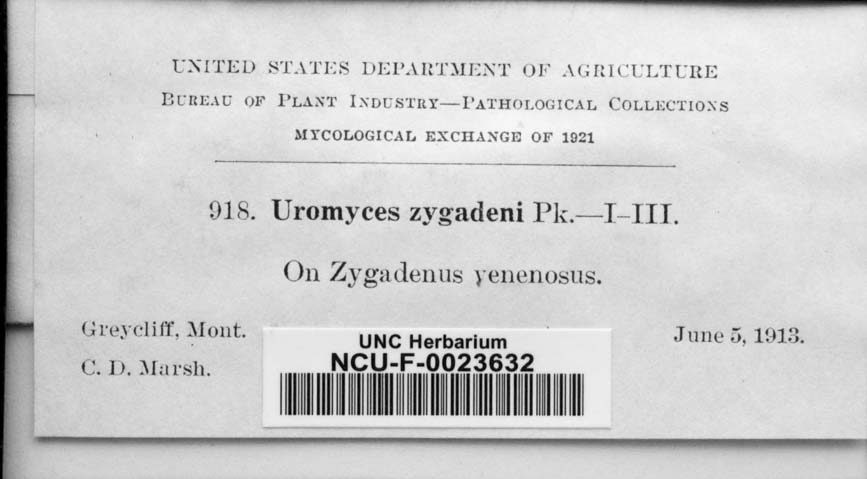 UNITED STATES DEPARTMENT OF AGRICULTURE
BUREAU OF PLANT INDUSTRY—PATHOLOGICAL COLLECTIONS
MYCOLOGICAL EXCHANGE OF 1921
918. Uromyces zygadeni Pk.—I–III.
On Zygadenus venenosus.
Greycliff, Mont.
June 5, 1913.
C. D. Marsh.
UNC Herbarium
NCU-F-0023632